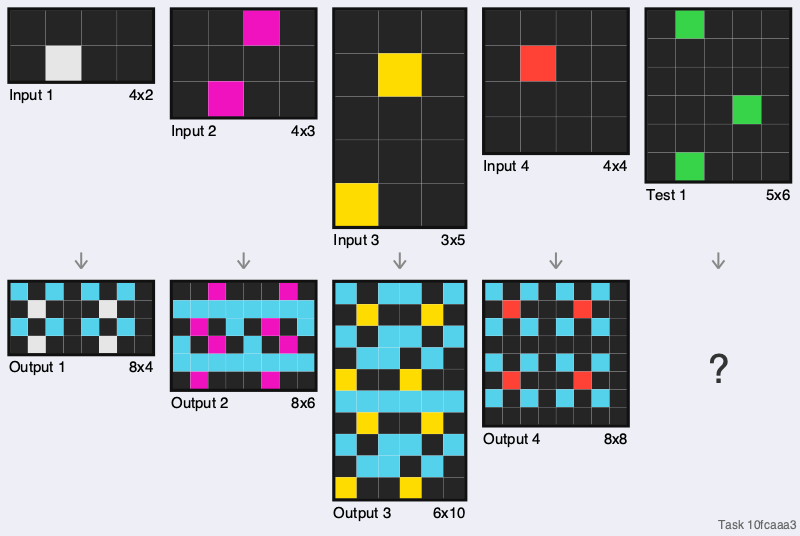 Input 1 4x2
Input 2 4x3
Input 3 3x5
Input 4 4x4
Test 1 5x6
Output 1 8x4
Output 2 8x6
Output 3 6x10
Output 4 8x8
?
Task 10fcaaa3